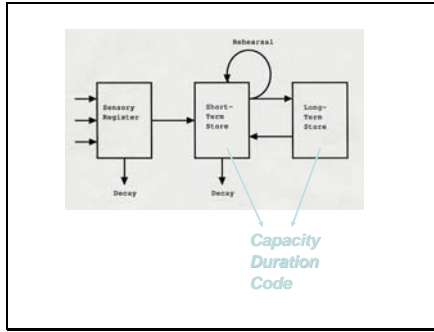 Rehearsal
Sensory
Register
Short-
Term
Store
Long-
Term
Store
Decay
Decay
Capacity
Duration
Code